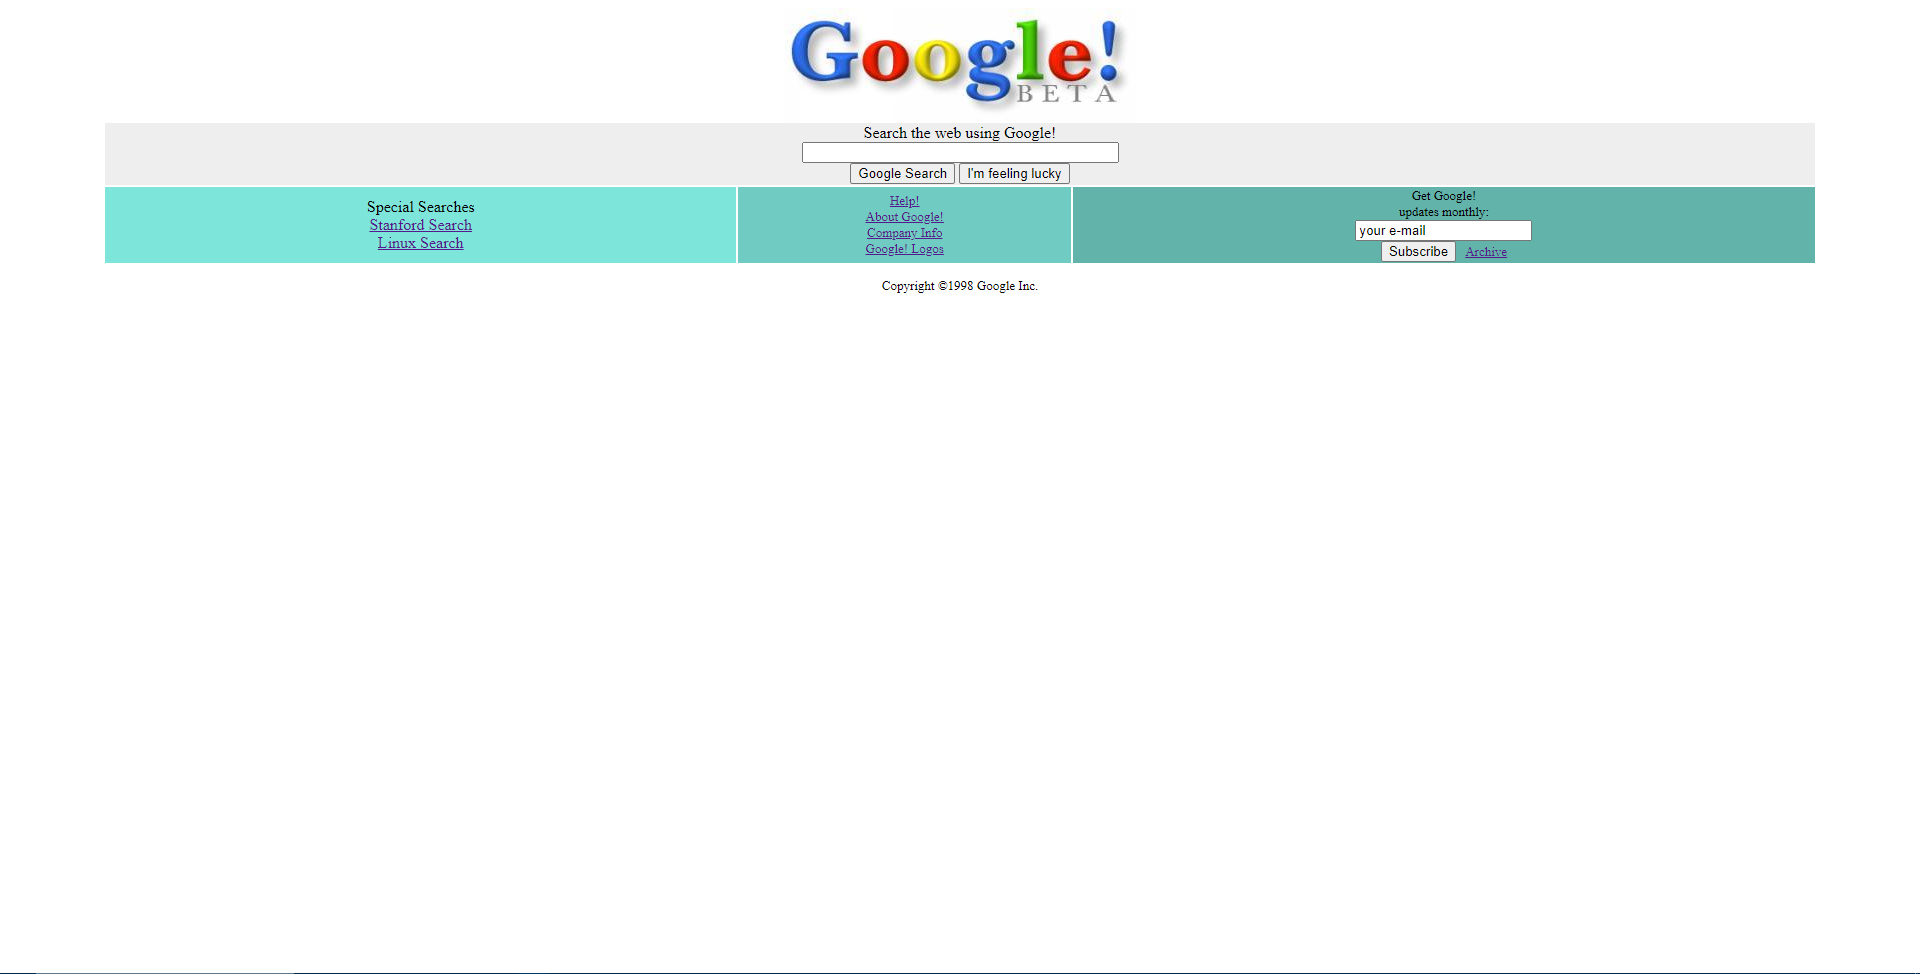 Google!
BETA
Search the web using Google!
Google Search I'm feeling lucky
Special Searches
Stanford Search
Linux Search
Help!
About Google!
Company Info
Google! Logos
Get Google!
updates monthly:
your e-mail
Subscribe Archive
Copyright ©1998 Google Inc.